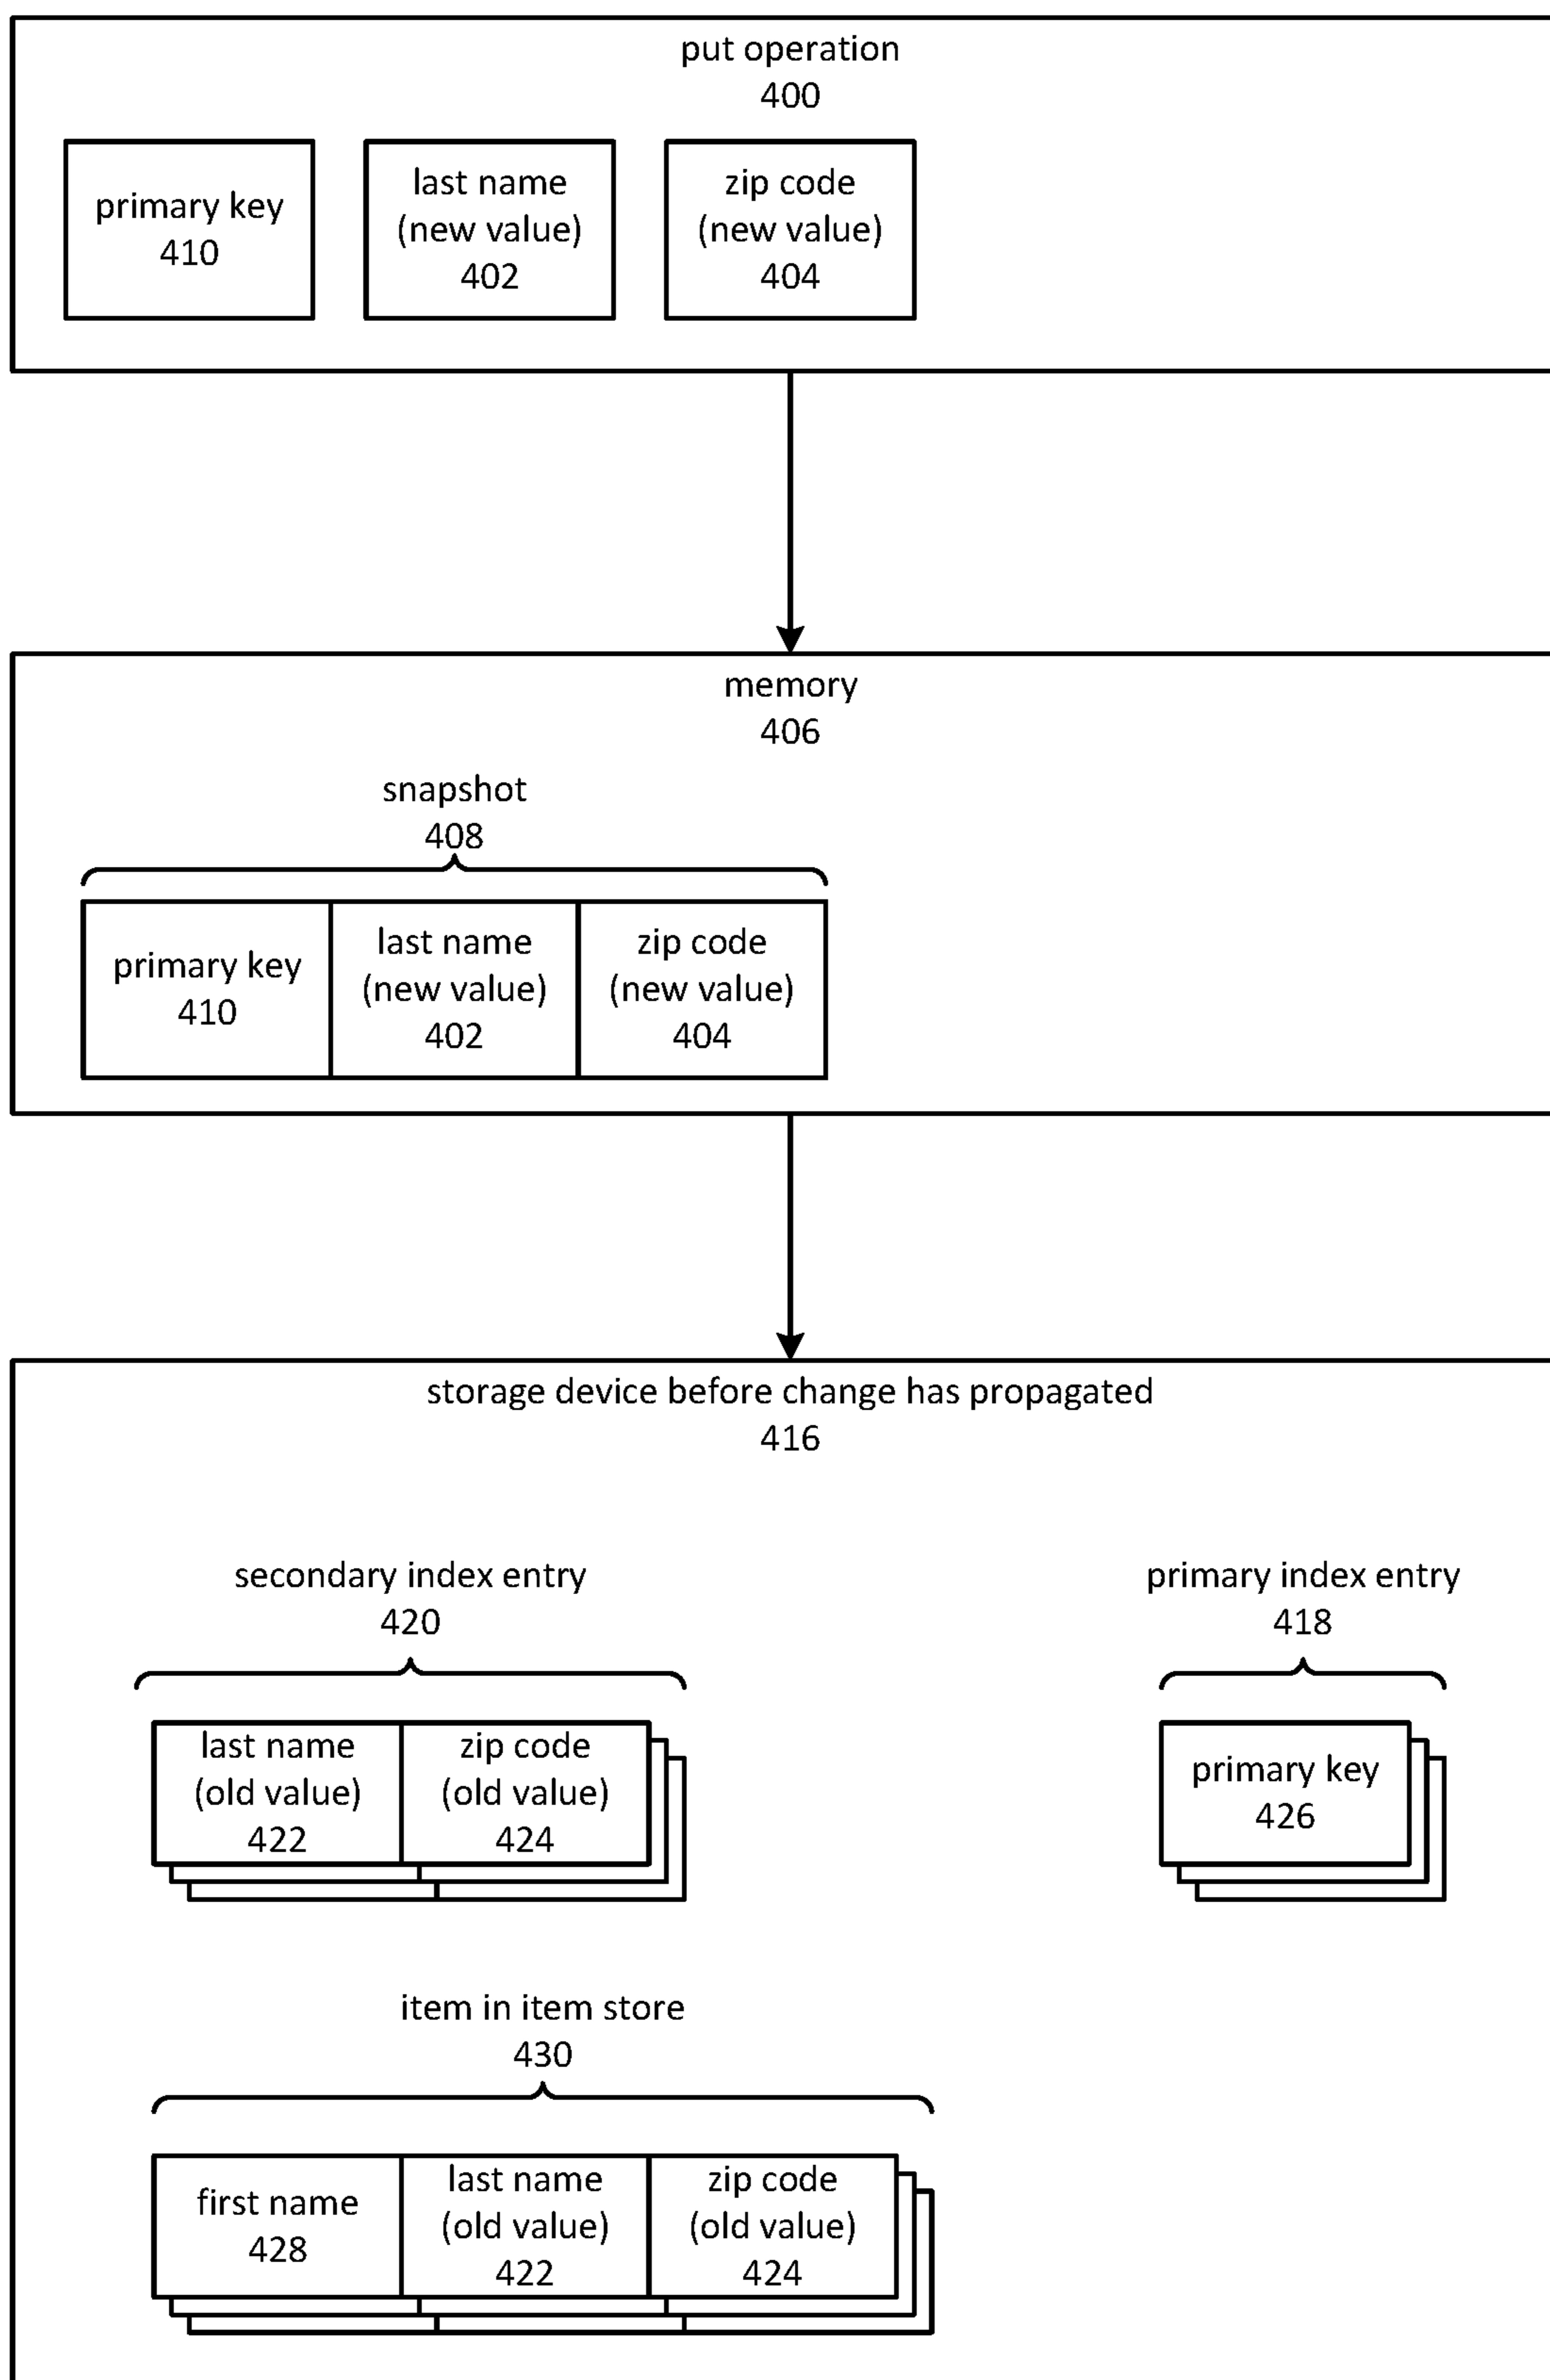 put operation
400
primary key
410
last name
(new value)
402
zip code
(new value)
404
memory
406
snapshot
408
primary key
410
last name
(new value)
402
zip code
(new value)
404
storage device before change has propagated
416
secondary index entry
420
last name
(old value)
422
zip code
(old value)
424
primary index entry
418
primary key
426
item in item store
430
first name
428
last name
(old value)
422
zip code
(old value)
424